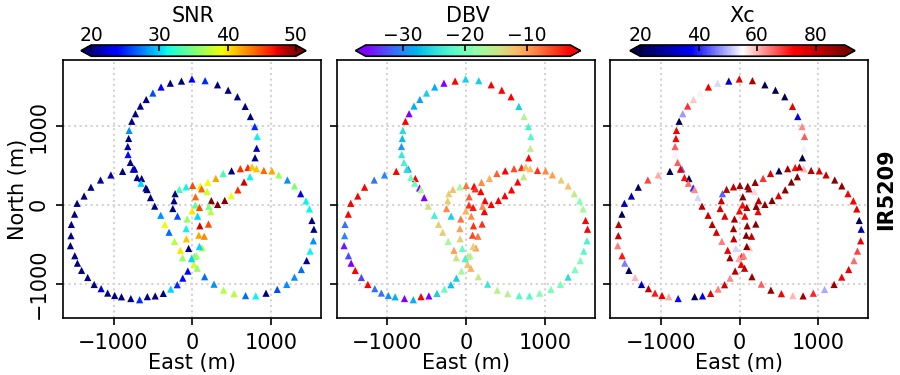 SNR DBV Xc
20 30 40 50 −30 −20 −10 20 40 60 80
1000
0
−1000
North (m)
IR5209
−1000 0 1000 −1000 0 1000 −1000 0 1000
East (m) East (m) East (m)